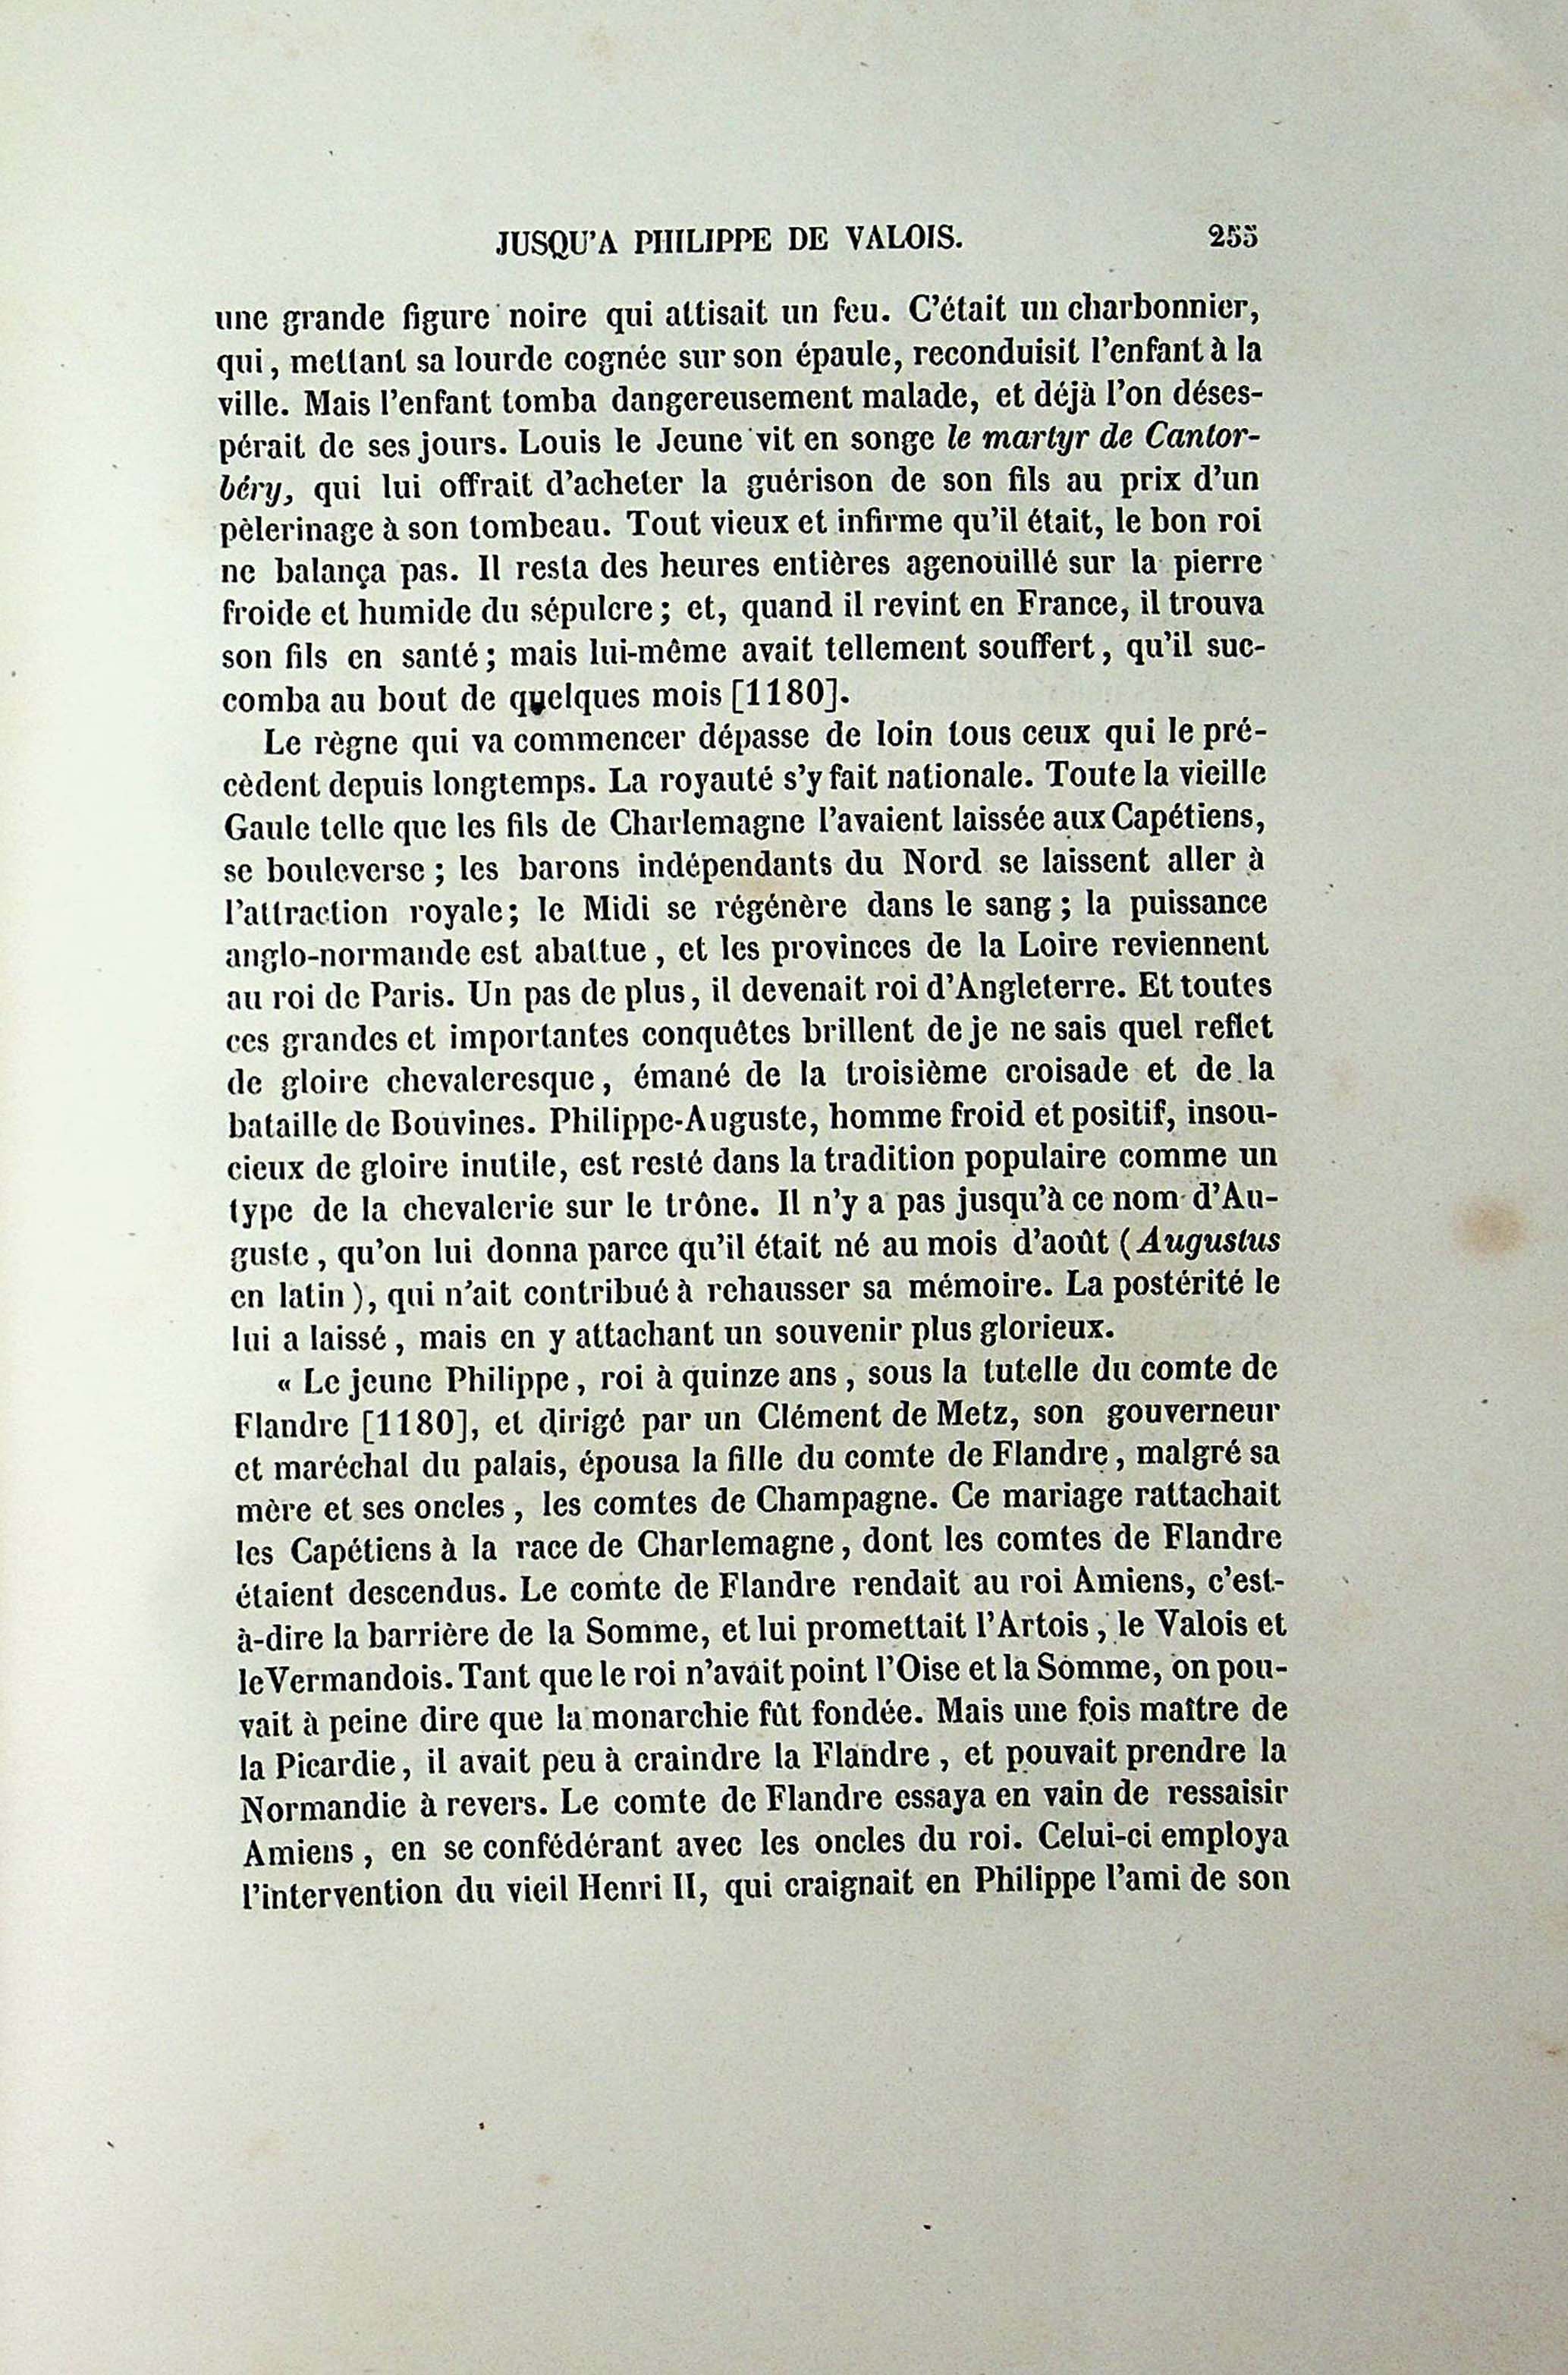 JUSQU'A PHILIPPE DE VALOIS. 255
une grande figure noire qui attisait un feu. C'était un charbonnier,
qui, mettant sa lourde cognée sur son épaule, reconduisit l'enfant à la
ville. Mais l'enfant tomba dangereusement malade, et déjà l'on déses-
pérait de ses jours. Louis le Jeune vit en songe le martyr de Cantor-
béry, qui lui offrait d'acheter la guérison de son fils au prix d'un
pèlerinage à son tombeau. Tout vieux et infirme qu'il était, le bon roi
ne balança pas. Il resta des heures entières agenouillé sur la pierre
froide et humide du sépulcre; et, quand il revint en France, il trouva
son fils en santé; mais lui-même avait tellement souffert, qu'il suc-
comba au bout de quelques mois [1180].
Le règne qui va commencer dépasse de loin tous ceux qui le pré-
cèdent depuis longtemps. La royauté s'y fait nationale. Toute la vieille
Gaule telle que les fils de Charlemagne l'avaient laissée aux Capétiens,
se bouleverse; les barons indépendants du Nord se laissent aller à
l'attraction royale; le Midi se régénère dans le sang; la puissance
anglo-normande est abattue, et les provinces de la Loire reviennent
au roi de Paris. Un pas de plus, il devenait roi d'Angleterre. Et toutes
ces grandes et importantes conquêtes brillent de je ne sais quel reflet
de gloire chevaleresque, émané de la troisième croisade et de la
bataille de Bouvines. Philippe-Auguste, homme froid et positif, insou-
cieux de gloire inutile, est resté dans la tradition populaire comme un
type de la chevalerie sur le trône. Il n'y a pas jusqu'à ce nom d'Au-
guste, qu'on lui donna parce qu'il était né au mois d'août (Augustus
en latin), qui n'ait contribué à rehausser sa mémoire. La postérité le
lui a laissé, mais en y attachant un souvenir plus glorieux.
« Le jeune Philippe, roi à quinze ans, sous la tutelle du comte de
Flandre [1180], et dirigé par un Clément de Metz, son gouverneur
et maréchal du palais, épousa la fille du comte de Flandre, malgré sa
mère et ses oncles, les comtes de Champagne. Ce mariage rattachait
les Capétiens à la race de Charlemagne, dont les comtes de Flandre
étaient descendus. Le comte de Flandre rendait au roi Amiens, c'est-
à-dire la barrière de la Somme, et lui promettait l'Artois, le Valois et
le Vermandois. Tant que le roi n'avait point l'Oise et la Somme, on pou-
vait à peine dire que la monarchie fût fondée. Mais une fois maître de
la Picardie, il avait peu à craindre la Flandre, et pouvait prendre la
Normandie à revers. Le comte de Flandre essaya en vain de ressaisir
Amiens, en se confédérant avec les oncles du roi. Celui-ci employa
l'intervention du vieil Henri II, qui craignait en Philippe l'ami de son